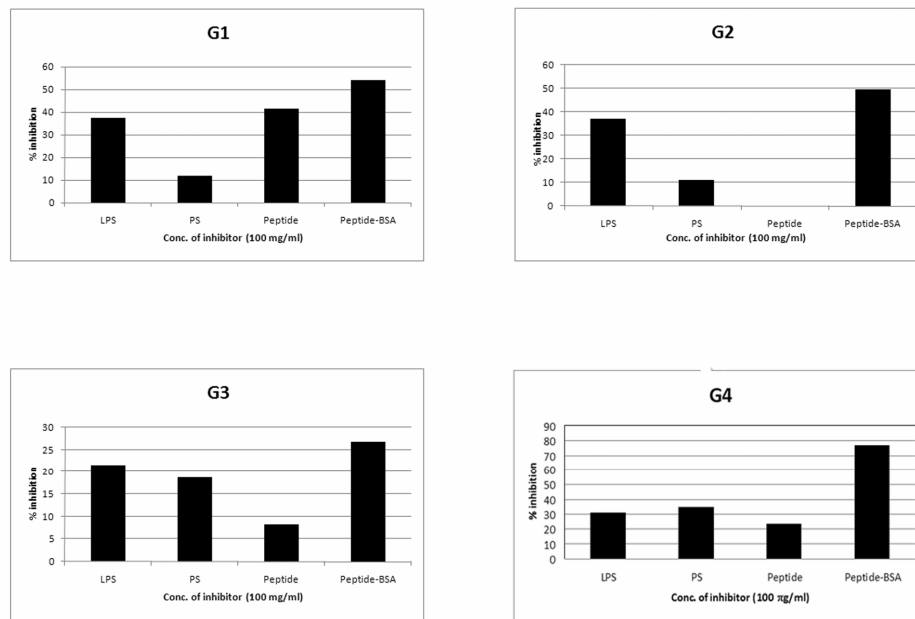 G1
60
50
40
30
20
10
0
% inhibition
LPS PS Peptide Peptide-BSA
Conc. of inhibitor (100 mg/ml)
G2
60
50
40
30
20
10
0
% inhibition
LPS PS Peptide Peptide-BSA
Conc. of inhibitor (100 mg/ml)
G3
30
25
20
15
10
5
0
% inhibition
LPS PS Peptide Peptide-BSA
Conc. of inhibitor (100 mg/ml)
G4
90
80
70
60
50
40
30
20
10
0
% inhibition
LPS PS Peptide Peptide-BSA
Conc. of inhibitor (100 πg/ml)